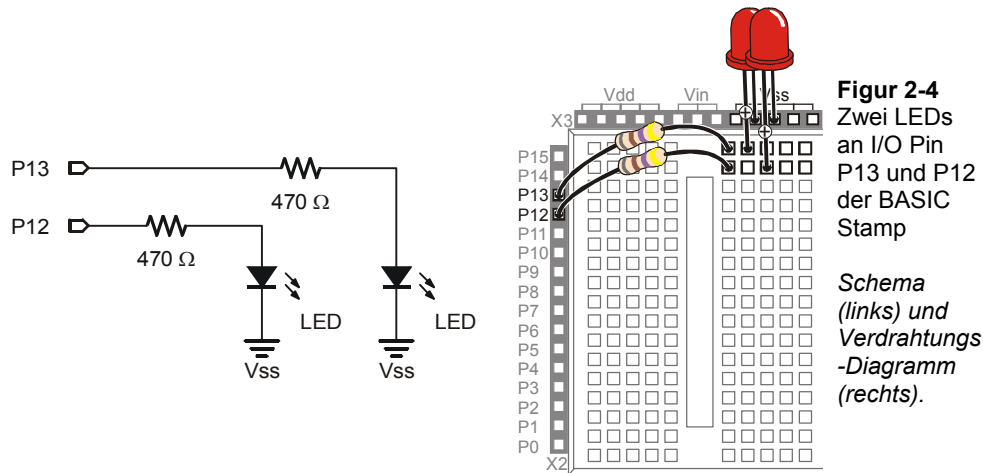 P13
470 Ω
P12
470 Ω
LED
LED
Vss
Vss
Vdd
Vin
Vss
X3
P15
P14
P13
P12
P11
P10
P9
P8
P7
P6
P5
P4
P3
P2
P1
P0
X2
Figur 2-4
Zwei LEDs
an I/O Pin
P13 und P12
der BASIC
Stamp
Schema
(links) und
Verdrahtungs
-Diagramm
(rechts).